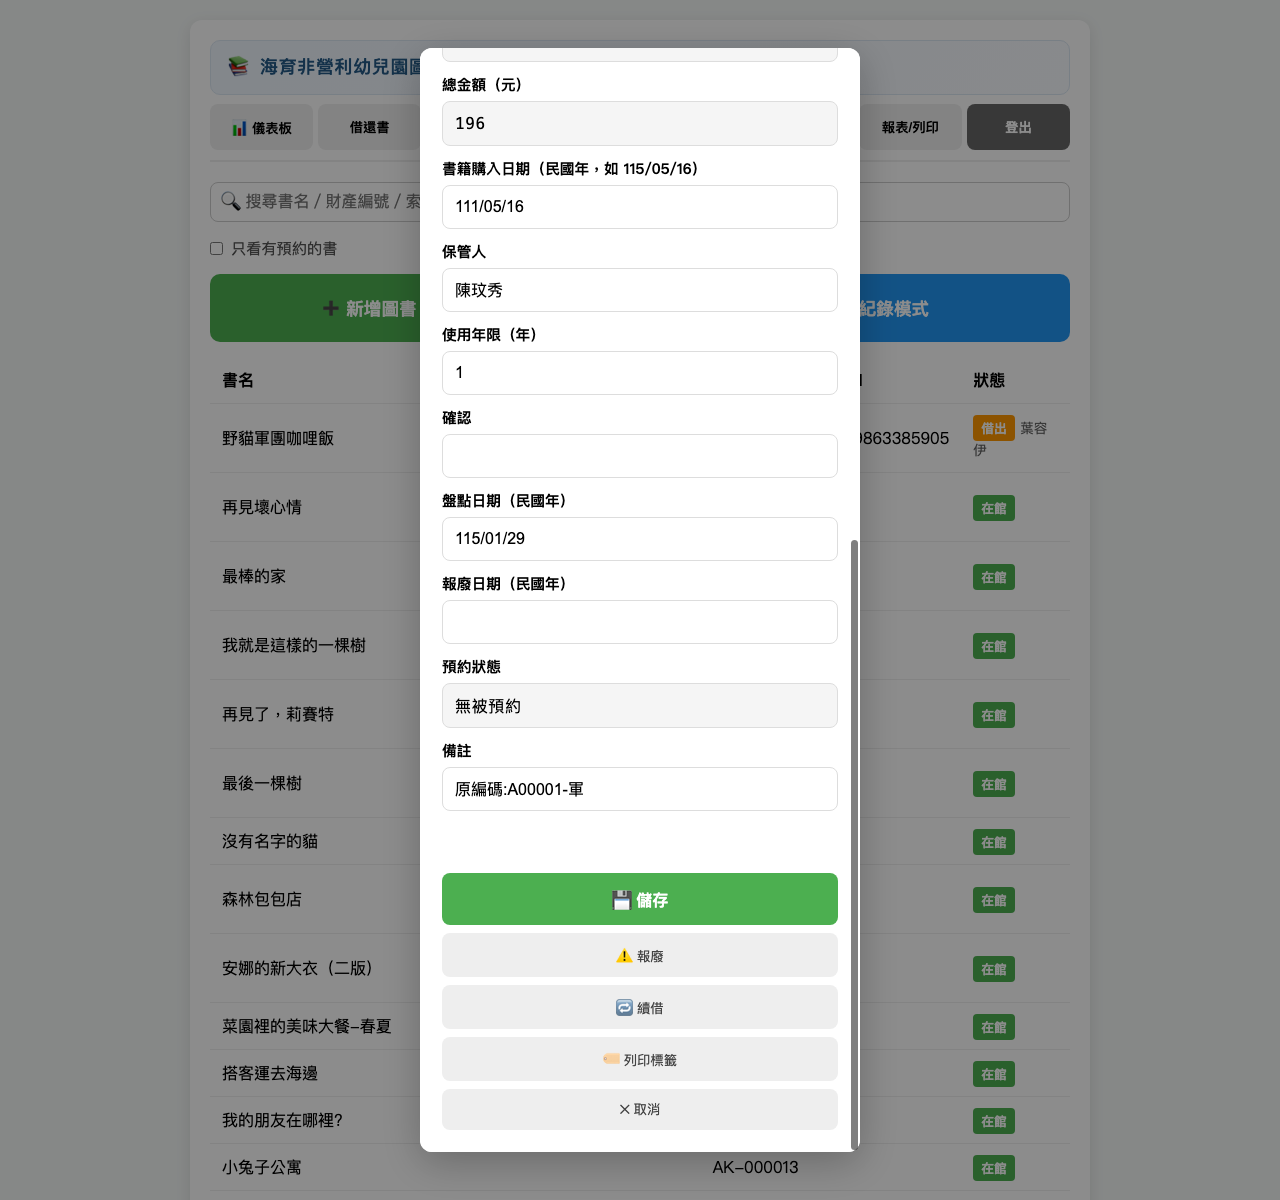 📚 海育非營利幼兒園圖
📊 儀表板
借還書
報表/列印
登出
🔍 搜尋書名 / 財產編號 / 索
只看有預約的書
➕ 新增圖書
紀錄模式
書名
狀態
野貓軍團咖哩飯
9863385905
借出 葉容
伊
再見壞心情
在館
最棒的家
在館
我就是這樣的一棵樹
在館
再見了，莉賽特
在館
最後一棵樹
在館
沒有名字的貓
在館
森林包包店
在館
安娜的新大衣（二版）
在館
菜園裡的美味大餐–春夏
在館
搭客運去海邊
在館
我的朋友在哪裡?
在館
小兔子公寓
AK–000013
在館
總金額（元）
196
書籍購入日期（民國年，如 115/05/16）
111/05/16
保管人
陳玟秀
使用年限（年）
1
確認
盤點日期（民國年）
115/01/29
報廢日期（民國年）
預約狀態
無被預約
備註
原編碼:A00001-軍
💾 儲存
⚠️ 報廢
🔁 續借
🏷️ 列印標籤
✕ 取消